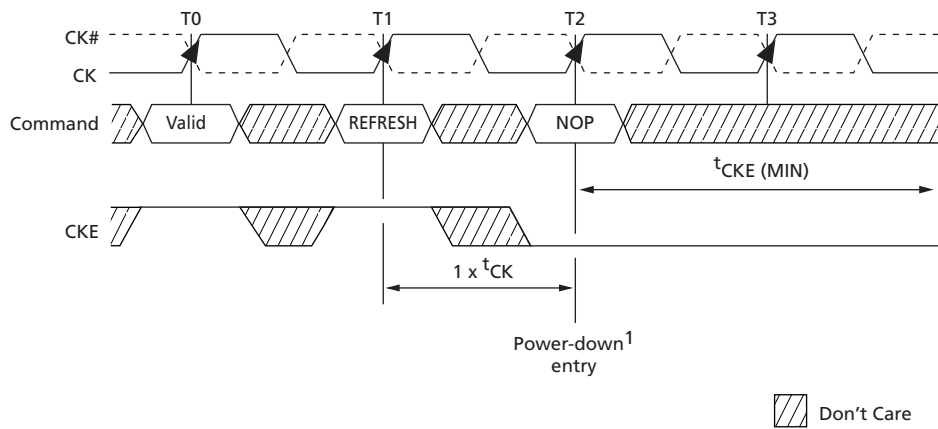 T0 T1 T2 T3
CK#
CK
Command Valid REFRESH NOP
tCKE (MIN)
CKE
1 x tCK
Power-down1
entry
Don't Care